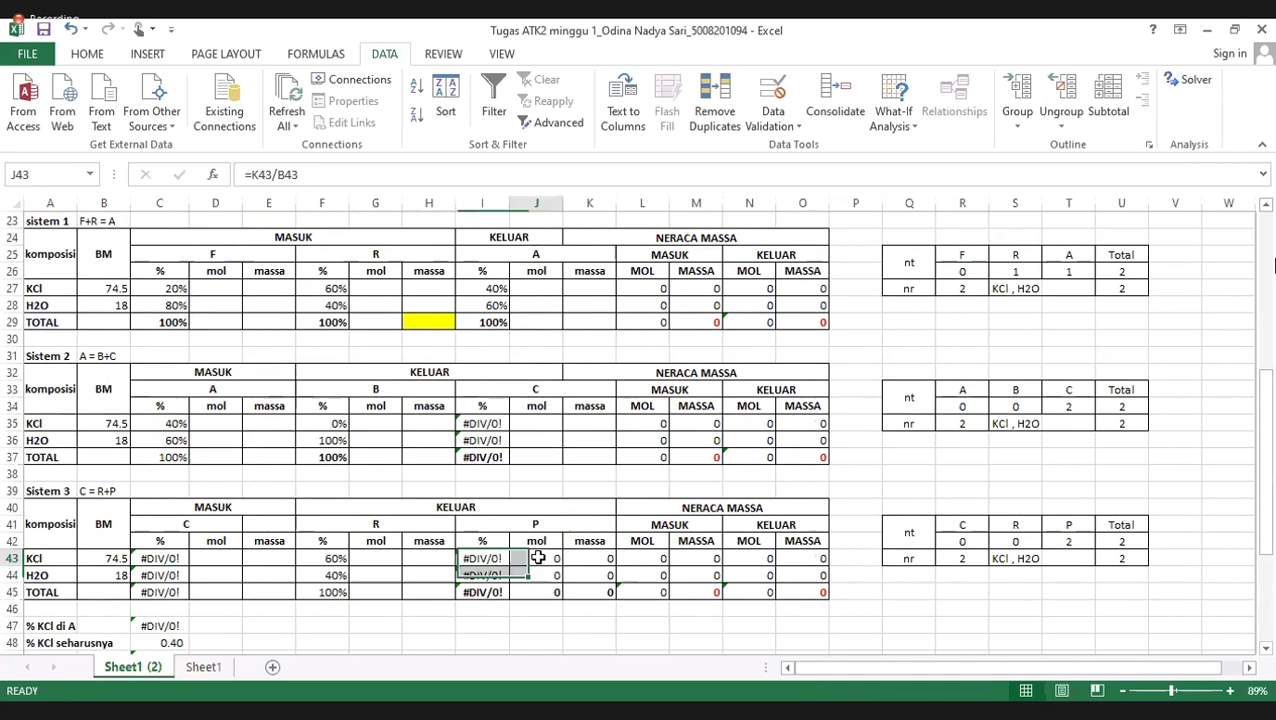 Recording
Tugas ATK2 minggu 1_Odina Nadya Sari_5008201094 - Excel
FILE HOME INSERT PAGE LAYOUT FORMULAS DATA REVIEW VIEW Sign in
From Access From Web From Text From Other Sources Existing Connections Refresh All Connections Properties Edit Links Sort Filter Clear Reapply Advanced Text to Columns Flash Fill Remove Duplicates Data Validation Consolidate What-If Analysis Relationships Group Ungroup Subtotal Solver
Get External Data Connections Sort & Filter Data Tools Outline Analysis
J43 =K43/B43
A B C D E F G H I J K L M N O P Q R S T U V W
23 sistem 1 F+R = A
24 MASUK KELUAR NERACA MASSA
25 komposisi BM F R A MASUK KELUAR nt F R A Total
26 % mol massa % mol massa % mol massa MOL MASSA MOL MASSA 0 1 1 2
27 KCl 74.5 20% 60% 40% 0 0 0 0 nr 2 KCl , H2O 2
28 H2O 18 80% 40% 60% 0 0 0 0
29 TOTAL 100% 100% 100% 0 0 0 0
30
31 Sistem 2 A = B+C
32 MASUK KELUAR NERACA MASSA
33 komposisi BM A B C MASUK KELUAR nt A B C Total
34 % mol massa % mol massa % mol massa MOL MASSA MOL MASSA 0 0 2 2
35 KCl 74.5 40% 0% #DIV/0! 0 0 0 0 nr 2 KCl , H2O 2
36 H2O 18 60% 100% #DIV/0! 0 0 0 0
37 TOTAL 100% 100% #DIV/0! 0 0 0 0
38
39 Sistem 3 C = R+P
40 MASUK KELUAR NERACA MASSA
41 komposisi BM C R P MASUK KELUAR nt C R P Total
42 % mol massa % mol massa % mol massa MOL MASSA MOL MASSA 0 0 2 2
43 KCl 74.5 #DIV/0! 60% #DIV/0! 0 0 0 0 0 0 nr 2 KCl , H2O 2
44 H2O 18 #DIV/0! 40% #DIV/0! 0 0 0 0 0 0
45 TOTAL #DIV/0! 100% #DIV/0! 0 0 0 0 0 0
46
47 % KCl di A #DIV/0!
48 % KCl seharusnya 0.40
Sheet1 (2) Sheet1
READY 89%